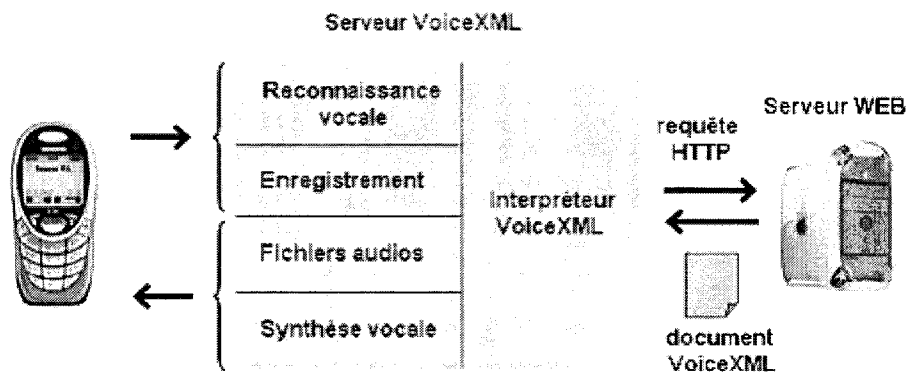 Serveur VoiceXML
Reconnaissance
vocale
Enregistrement
Fichiers audios
Synthèse vocale
Interpréteur
VoiceXML
requête
HTTP
document
VoiceXML
Serveur WEB